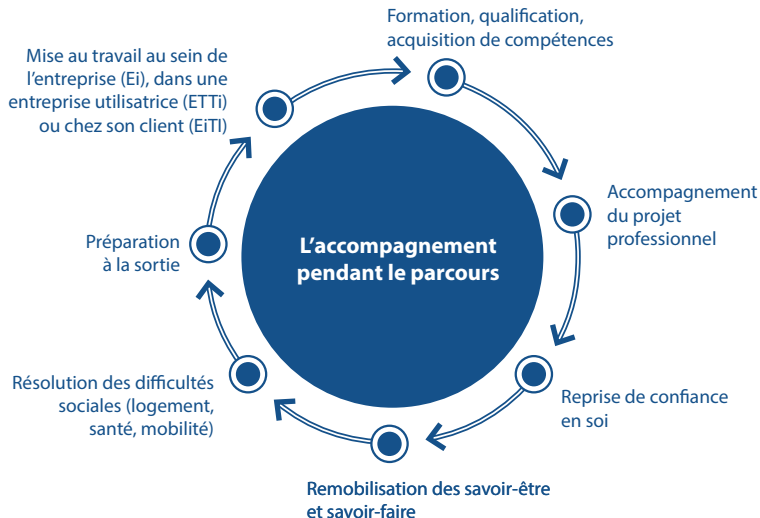 Formation, qualification,
acquisition de compétences
Accompagnement
du projet
professionnel
Reprise de confiance
en soi
Remobilisation des savoir-être
et savoir-faire
Résolution des difficultés
sociales (logement,
santé, mobilité)
Préparation
à la sortie
Mise au travail au sein de
l'entreprise (Ei), dans une
entreprise utilisatrice (ETTi)
ou chez son client (EiTI)
L'accompagnement
pendant le parcours